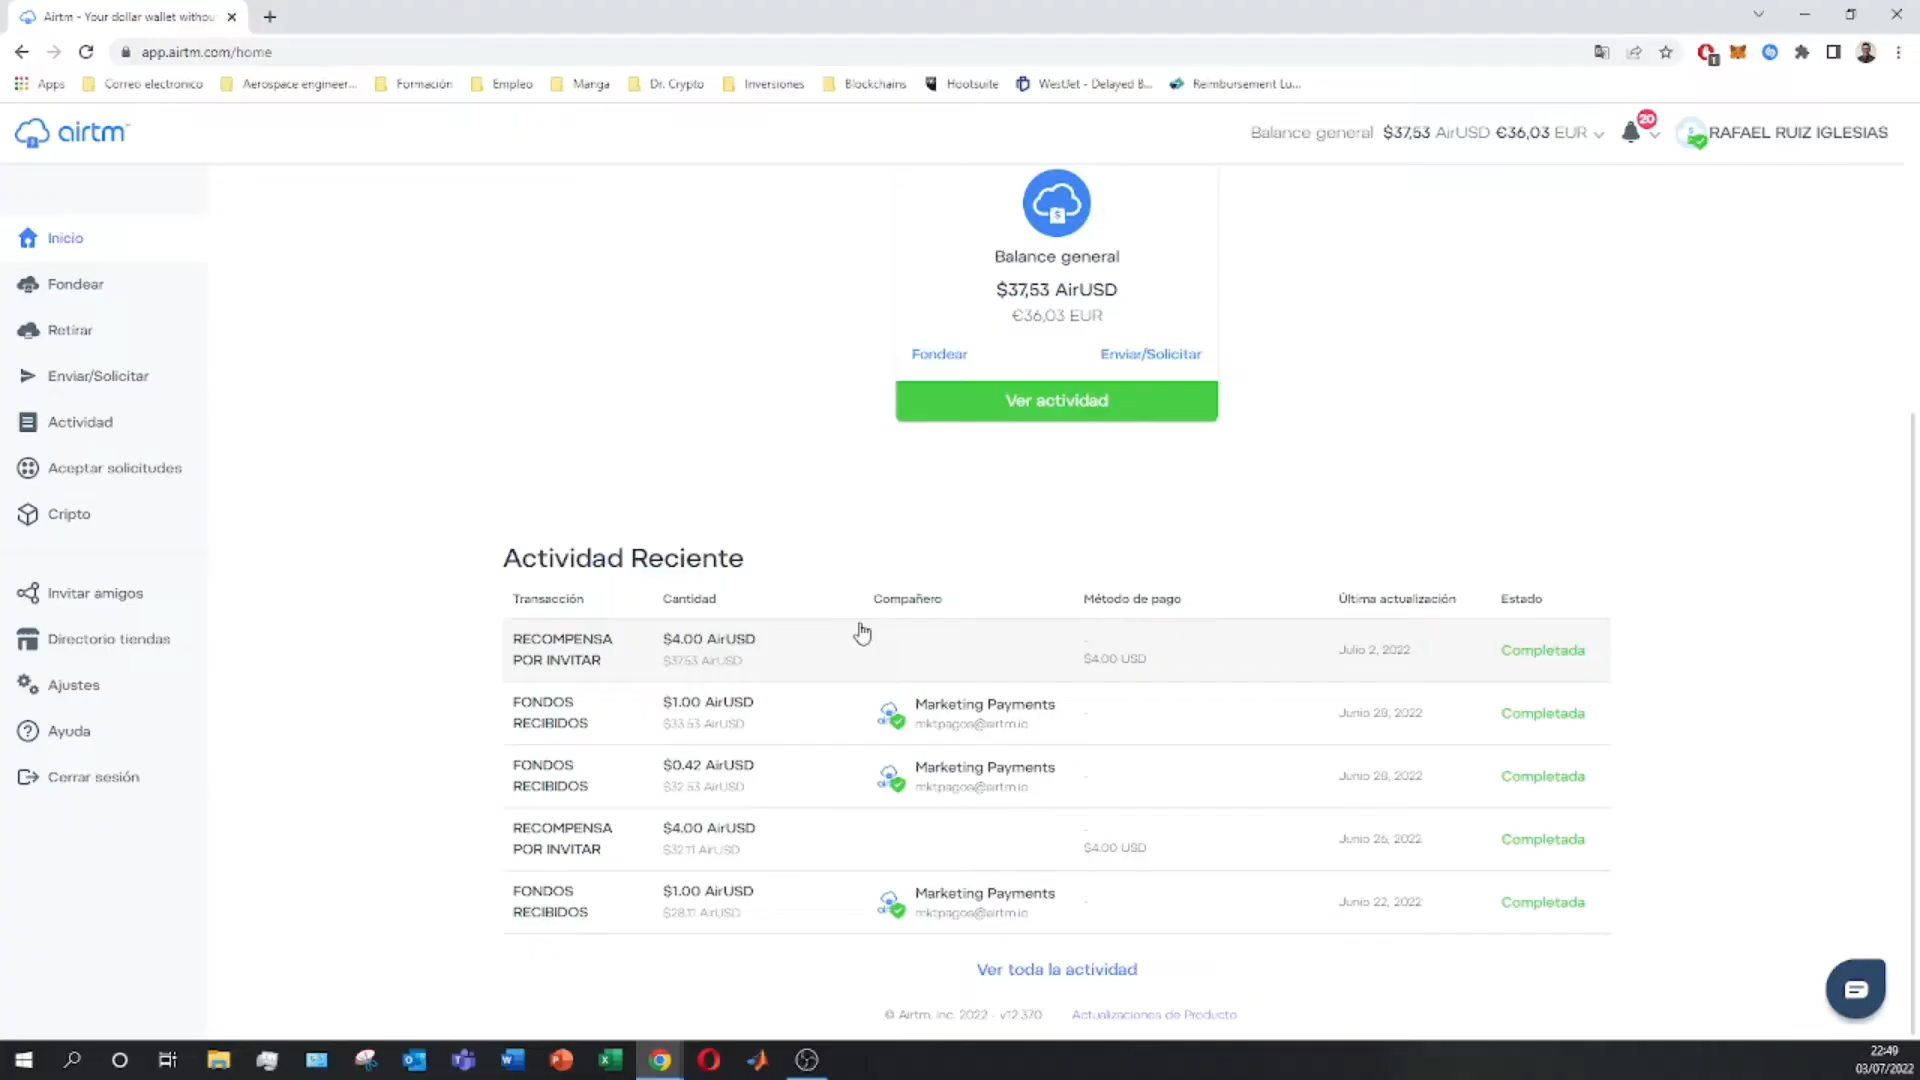 Airtm - Your dollar wallet withou
app.airtm.com/home
1
Apps
Correo electronico
Aerospace engineer...
Formación
Empleo
Manga
Dr. Crypto
Inversiones
Blockchains
Hootsuite
WestJet - Delayed B...
Reimbursement Lu...
airtm
Balance general $37,53 AirUSD €36,03 EUR
20
RAFAEL RUIZ IGLESIAS
Inicio
Fondear
Retirar
Enviar/Solicitar
Actividad
Aceptar solicitudes
Cripto
Invitar amigos
Directorio tiendas
Ajustes
Ayuda
Cerrar sesión
Balance general
$37,53 AirUSD
€36,03 EUR
Fondear Enviar/Solicitar
Ver actividad
Actividad Reciente
Transacción Cantidad Compañero Método de pago Última actualización Estado
RECOMPENSA POR INVITAR
$4.00 AirUSD
$37.53 AirUSD
-
$4.00 USD
Julio 2, 2022
Completada
FONDOS RECIBIDOS
$1.00 AirUSD
$33.53 AirUSD
Marketing Payments
mktpagos@airtm.io
-
Junio 28, 2022
Completada
FONDOS RECIBIDOS
$0.42 AirUSD
$32.53 AirUSD
Marketing Payments
mktpagos@airtm.io
-
Junio 28, 2022
Completada
RECOMPENSA POR INVITAR
$4.00 AirUSD
$32.11 AirUSD
-
$4.00 USD
Junio 26, 2022
Completada
FONDOS RECIBIDOS
$1.00 AirUSD
$28.11 AirUSD
Marketing Payments
mktpagos@airtm.io
-
Junio 22, 2022
Completada
Ver toda la actividad
© Airtm, Inc. 2022 - v12.37.0 Actualizaciones de Producto
22:49
03/07/2022